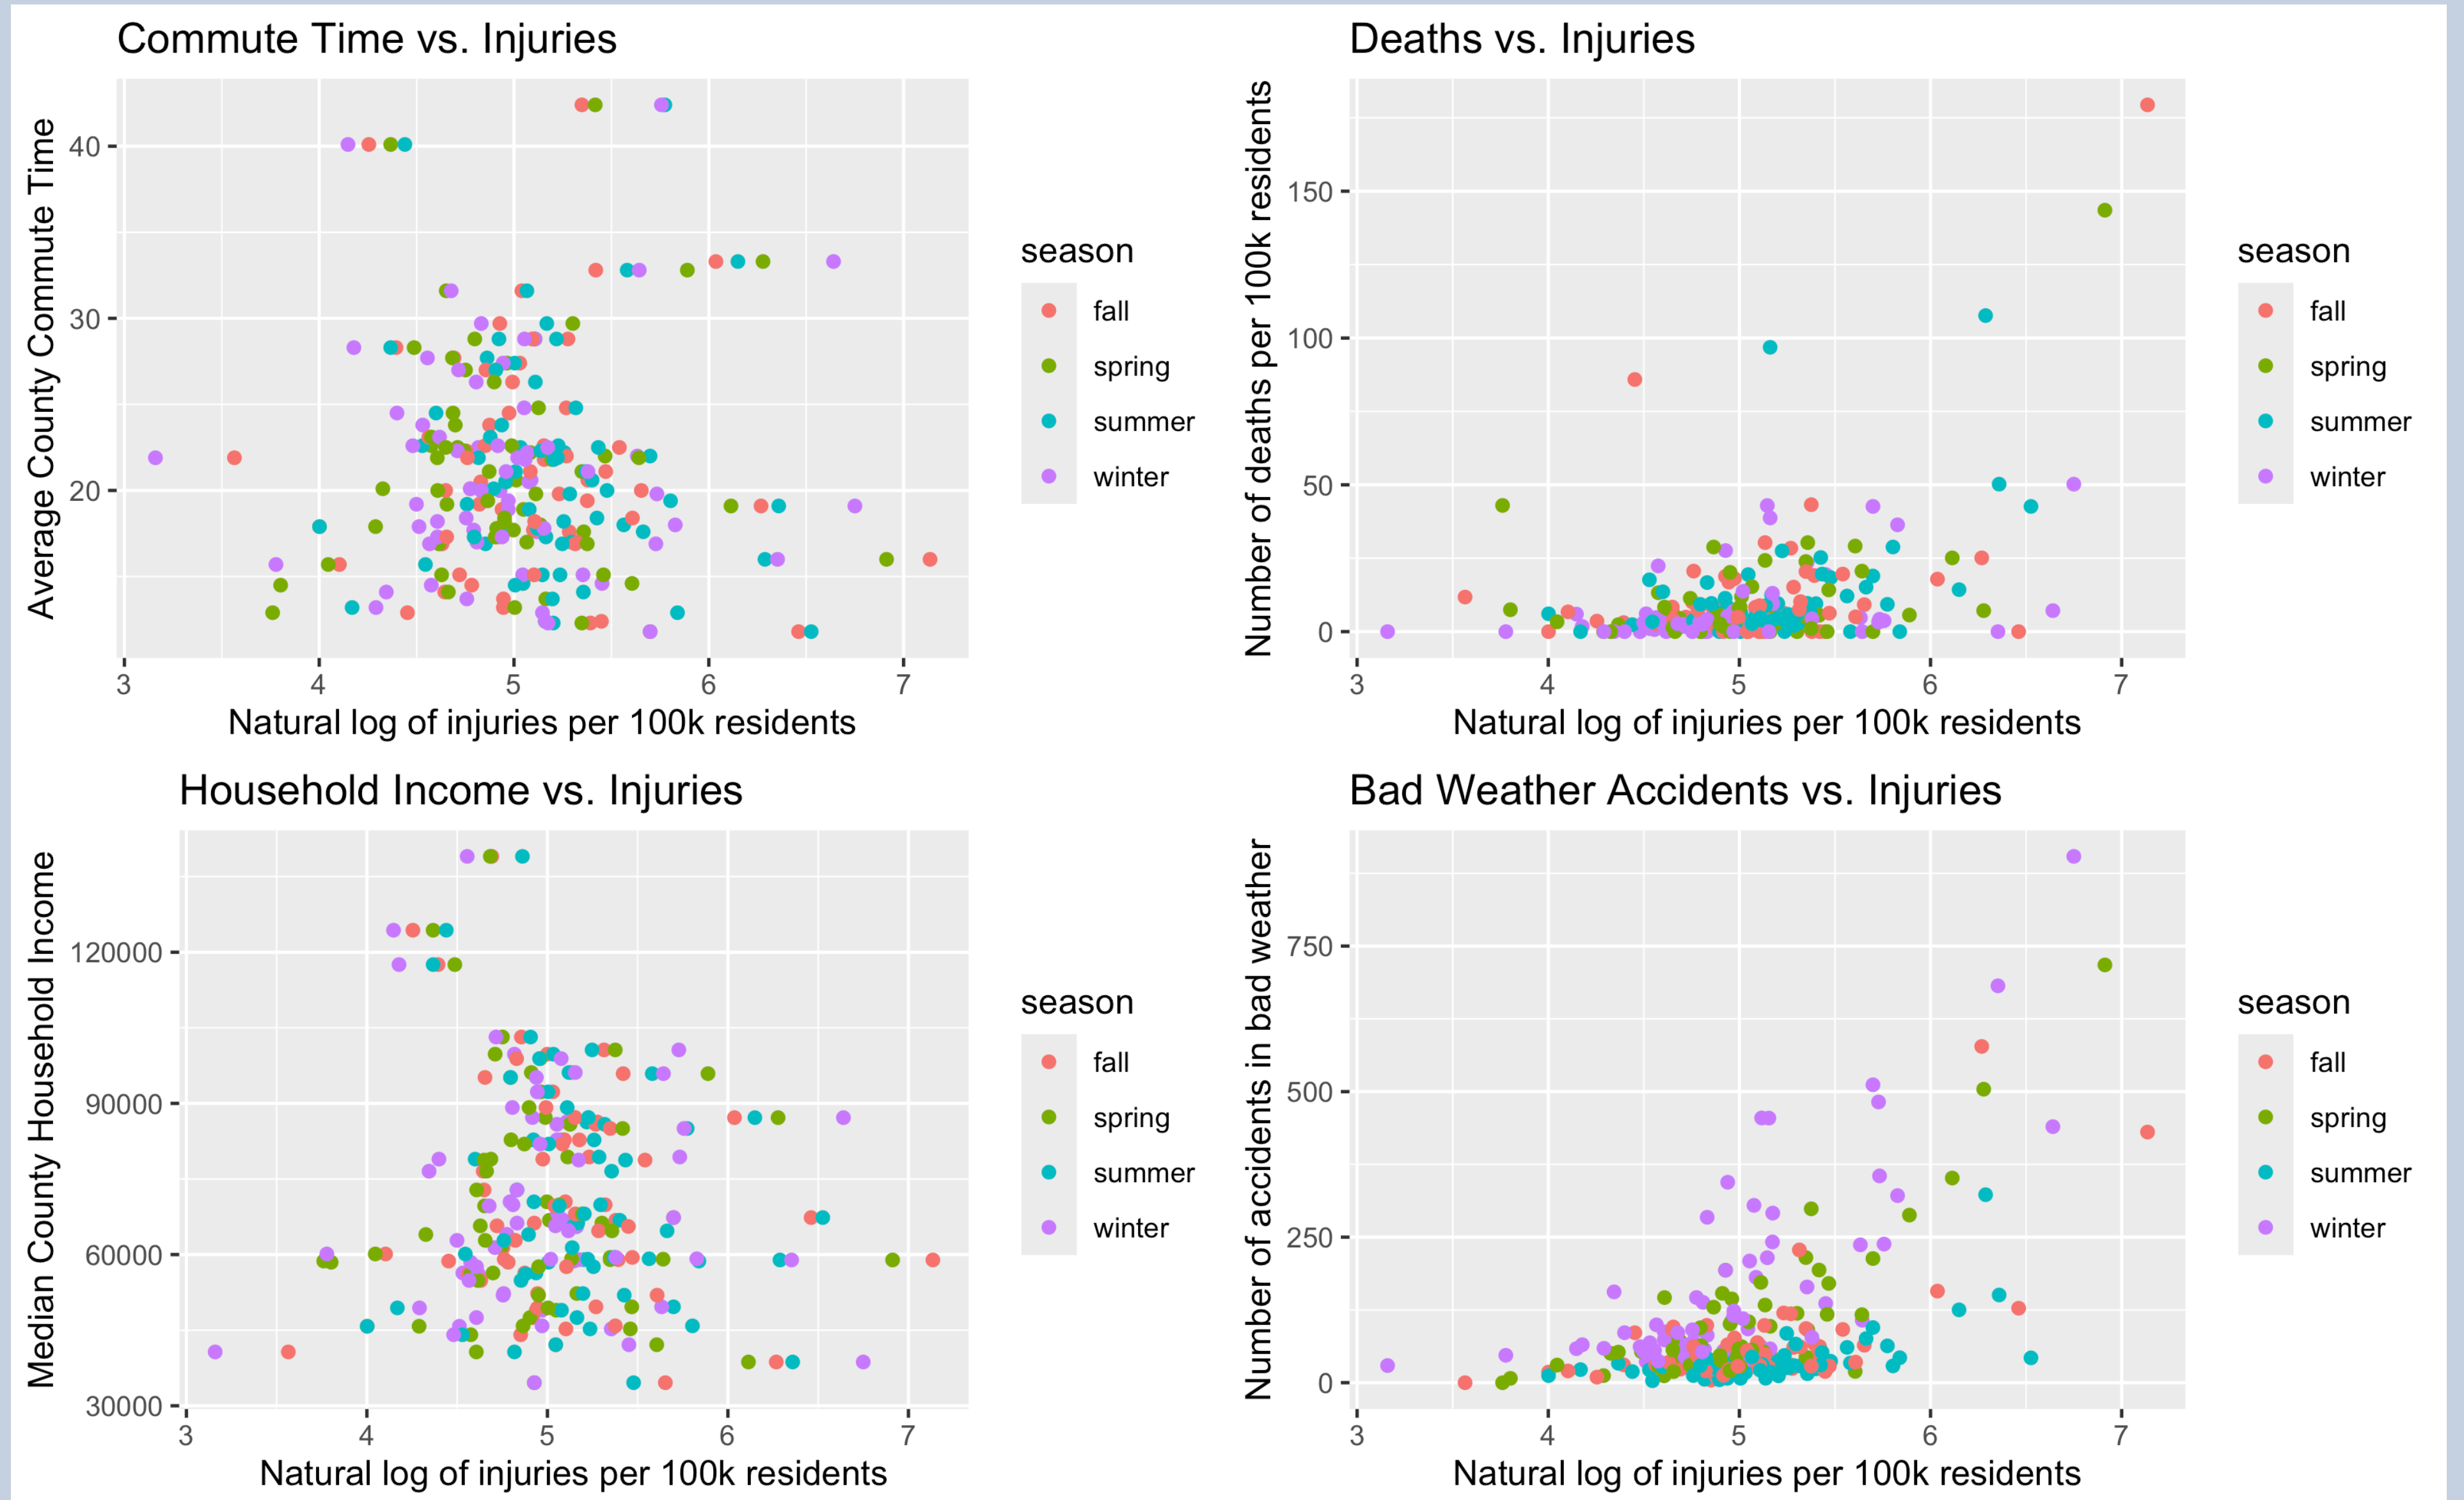 Commute Time vs. Injuries
Average County Commute Time
40
30
20
3 4 5 6 7
Natural log of injuries per 100k residents
season
fall
spring
summer
winter
Deaths vs. Injuries
Number of deaths per 100k residents
150
100
50
0
3 4 5 6 7
Natural log of injuries per 100k residents
season
fall
spring
summer
winter
Household Income vs. Injuries
Median County Household Income
120000
90000
60000
30000
3 4 5 6 7
Natural log of injuries per 100k residents
season
fall
spring
summer
winter
Bad Weather Accidents vs. Injuries
Number of accidents in bad weather
750
500
250
0
3 4 5 6 7
Natural log of injuries per 100k residents
season
fall
spring
summer
winter